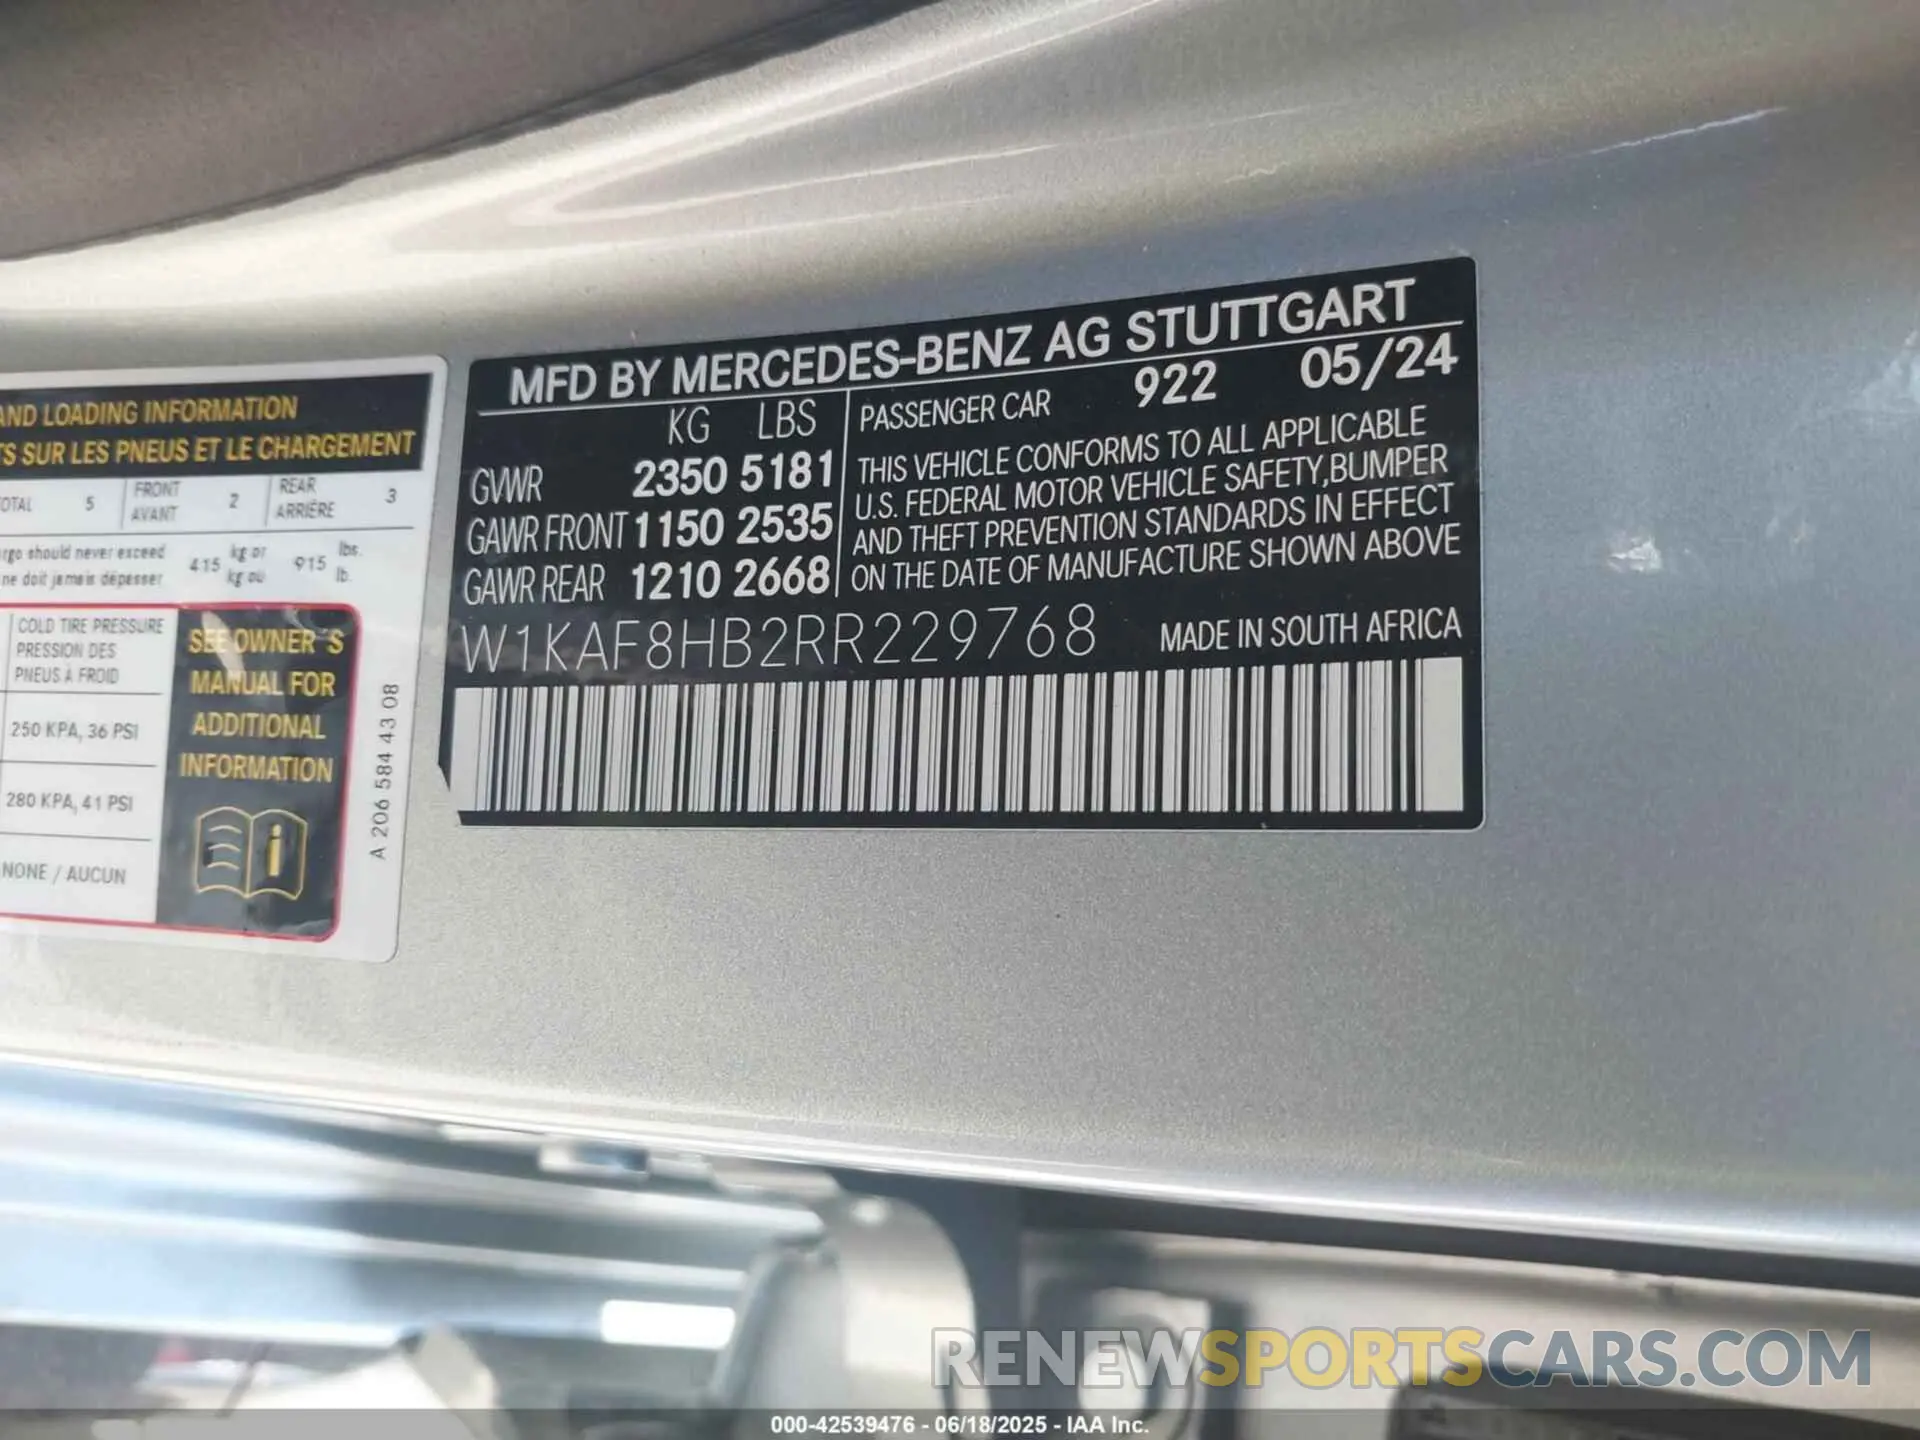 AND LOADING INFORMATION
TS SUR LES PNEUS ET LE CHARGEMENT
OTAL 5 FRONT AVANT 2 REAR ARRIÈRE 3
rgo should never exceed
ne doit jamais dépasser
415 kg or kg ou 915 lbs. lb.
COLD TIRE PRESSURE
PRESSION DES
PNEUS À FROID
250 KPA, 36 PSI
280 KPA, 41 PSI
NONE / AUCUN
SEE OWNER´S
MANUAL FOR
ADDITIONAL
INFORMATION
i
A 206 584 43 08
MFD BY MERCEDES-BENZ AG STUTTGART
KG LBS
GVWR 2350 5181
GAWR FRONT 1150 2535
GAWR REAR 1210 2668
PASSENGER CAR 922 05/24
THIS VEHICLE CONFORMS TO ALL APPLICABLE
U.S. FEDERAL MOTOR VEHICLE SAFETY,BUMPER
AND THEFT PREVENTION STANDARDS IN EFFECT
ON THE DATE OF MANUFACTURE SHOWN ABOVE
W1KAF8HB2RR229768 MADE IN SOUTH AFRICA
RENEWSPORTSCARS.COM
000-42539476 - 06/18/2025 - IAA Inc.